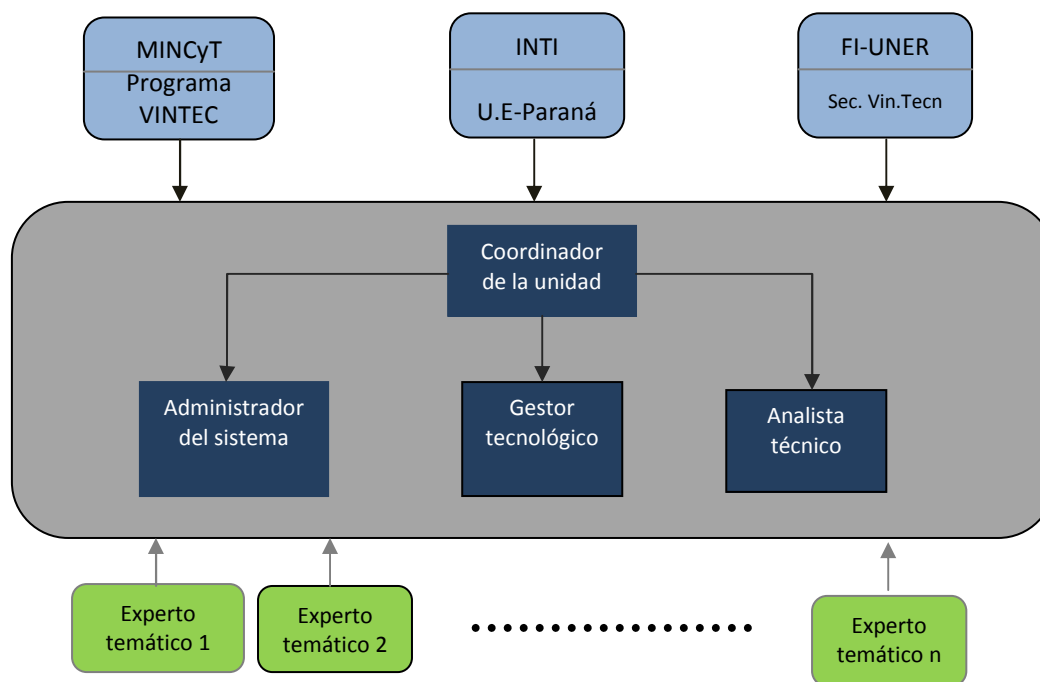 MINCyT
Programa
VINTEC
INTI
U.E-Paraná
FI-UNER
Sec. Vin.Tecn
Coordinador
de la unidad
Administrador
del sistema
Gestor
tecnológico
Analista
técnico
Experto
temático 1
Experto
temático 2
Experto
temático n